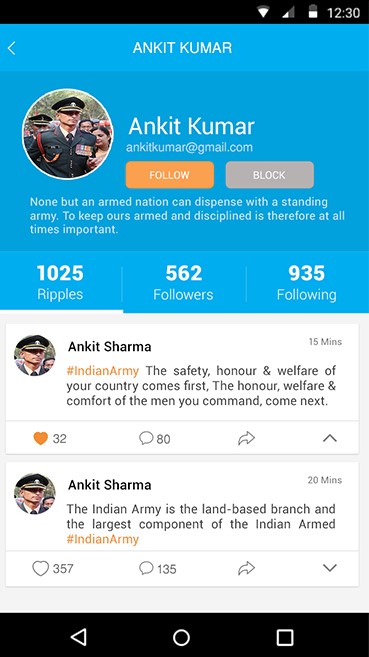 12:30
ANKIT KUMAR
Ankit Kumar
ankitkumar@gmail.com
FOLLOW BLOCK
None but an armed nation can dispense with a standing
army. To keep ours armed and disciplined is therefore at all
times important.
1025 562 935
Ripples Followers Following
Ankit Sharma 15 Mins
#IndianArmy The safety, honour & welfare of
your country comes first, The honour, welfare &
comfort of the men you command, come next.
32 80
Ankit Sharma 20 Mins
The Indian Army is the land-based branch and
the largest component of the Indian Armed
#IndianArmy
357 135